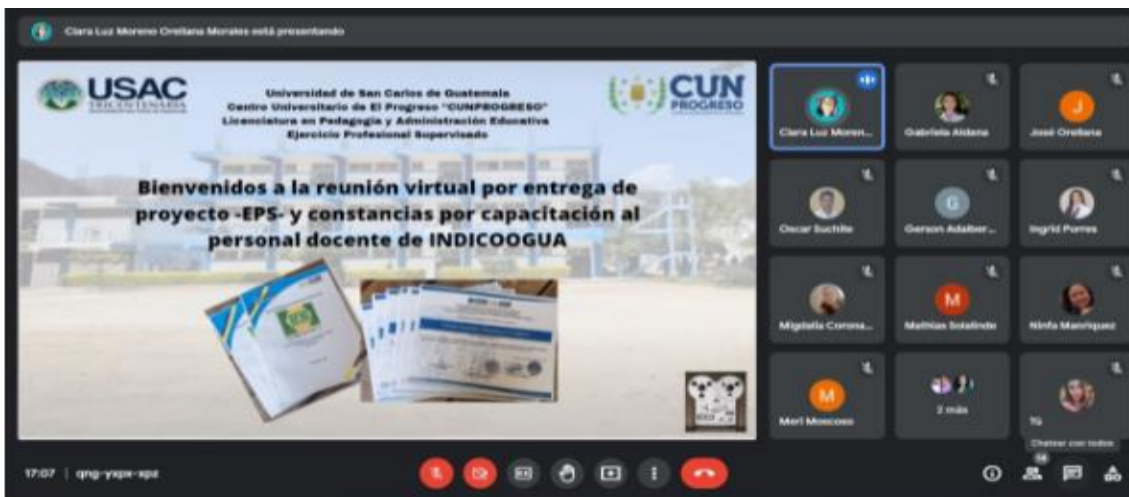 Clara Luz Moreno Orellana Morales está presentando
USAC
TRICENTENARIA
Universidad de San Carlos de Guatemala
Centro Universitario de El Progreso "CUNPROGRESO"
Licenciatura en Pedagogía y Administración Educativa
Ejercicio Profesional Supervisado
CUN
PROGRESO
Bienvenidos a la reunión virtual por entrega de
proyecto -EPS- y constancias por capacitación al
personal docente de INDICOOGUA
Clara Luz Moren...
Gabriela Aldana
J
José Orellana
Oscar Suchite
G
Gerson Adalber...
Ingrid Porres
Migdalia Corona...
M
Mathias Solalinde
Ninfa Manriquez
M
Meri Moscoso
2 más
Tú
Chatear con todos
17:07 | qng-yxpx-xpz
14